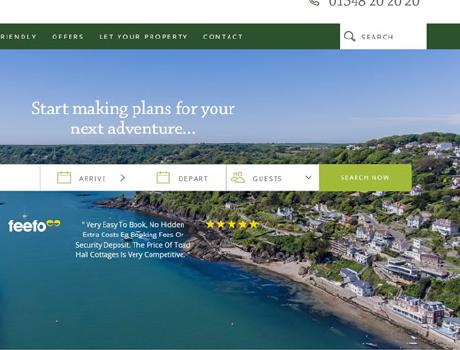 01548 20 20 20
RIENDLY OFFERS LET YOUR PROPERTY CONTACT SEARCH
Start making plans for your
next adventure...
ARRIVE DEPART GUESTS SEARCH NOW
feefo
" Very Easy To Book, No Hidden
Extra Costs Eg Booking Fees Or
Security Deposit. The Price Of Toad
Hall Cottages Is Very Competitive.